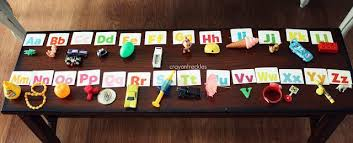 Aa Bb Cc Dd Ee Ff Gg Hh Ii Jj Kk Ll
crayonfreckles
Mm Nn Oo Pp Qq Rr Ss Tt Uu Vv Ww Xx Yy Zz